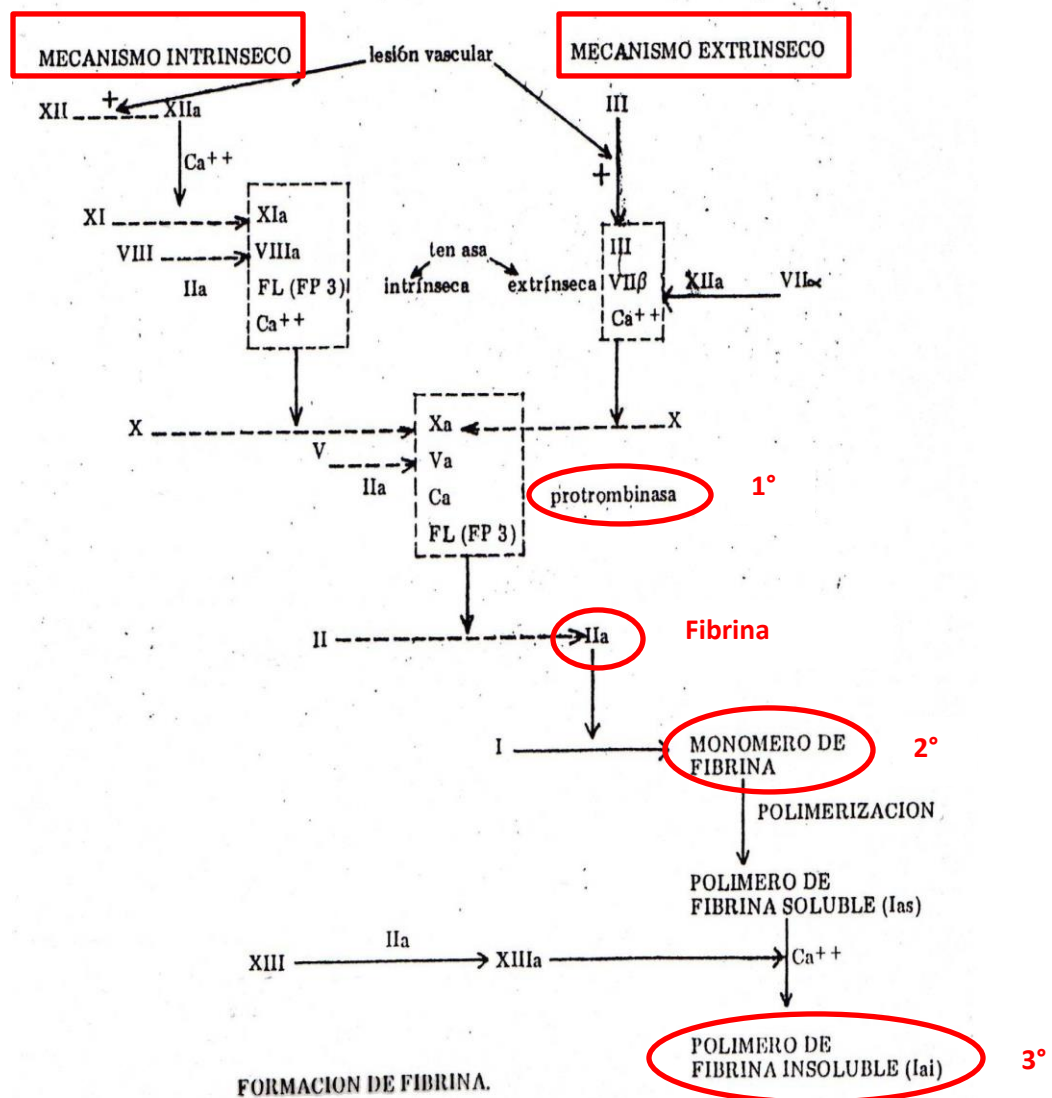 MECANISMO INTRINSECO
lesión vascular
MECANISMO EXTRINSECO
XII + XIIa
III
Ca++
+
XI XIa
VIII VIIIa
IIa
FL (FP 3)
Ca++
ten asa
intrínseca extrínseca
III
VIIβ XIIa VII∝
Ca++
X Xa X
V Va
IIa
Ca
protrombinasa 1°
FL (FP 3)
II IIa Fibrina
I MONOMERO DE
FIBRINA
2°
POLIMERIZACION
POLIMERO DE
FIBRINA SOLUBLE (Ias)
IIa
XIII XIIIa Ca++
POLIMERO DE
FIBRINA INSOLUBLE (Iai) 3°
FORMACION DE FIBRINA.